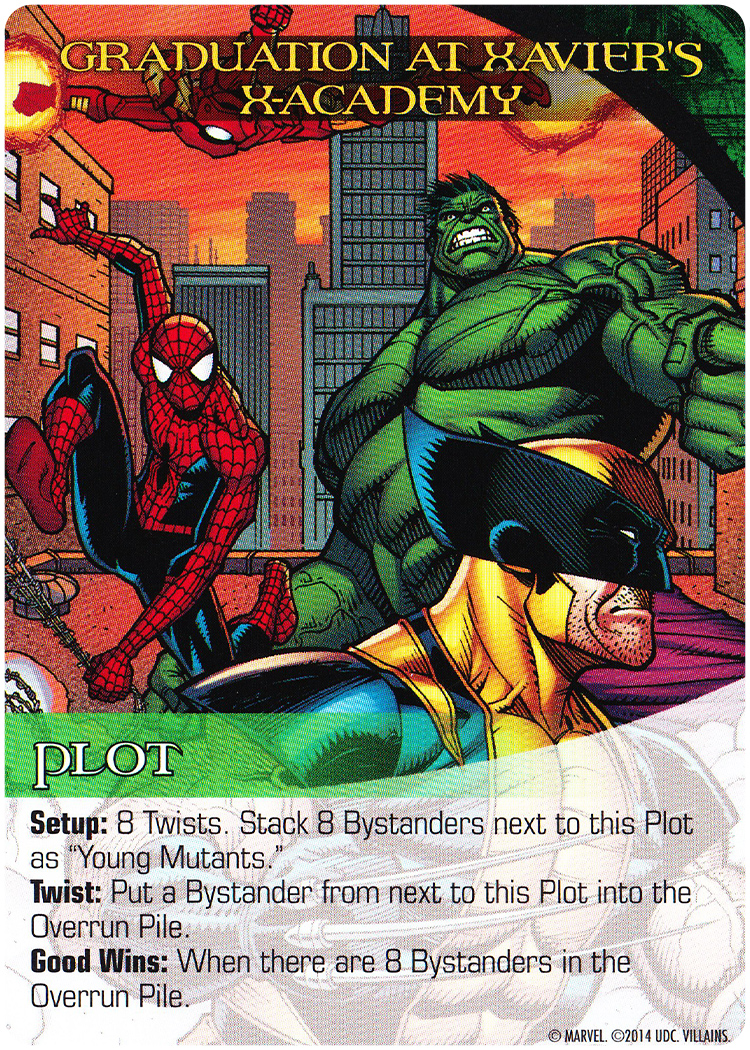 GRADUATION AT XAVIER'S
X-ACADEMY
PLOT
Setup: 8 Twists. Stack 8 Bystanders next to this Plot
as “Young Mutants.”
Twist: Put a Bystander from next to this Plot into the
Overrun Pile.
Good Wins: When there are 8 Bystanders in the
Overrun Pile.
© MARVEL. ©2014 UDC. VILLAINS.